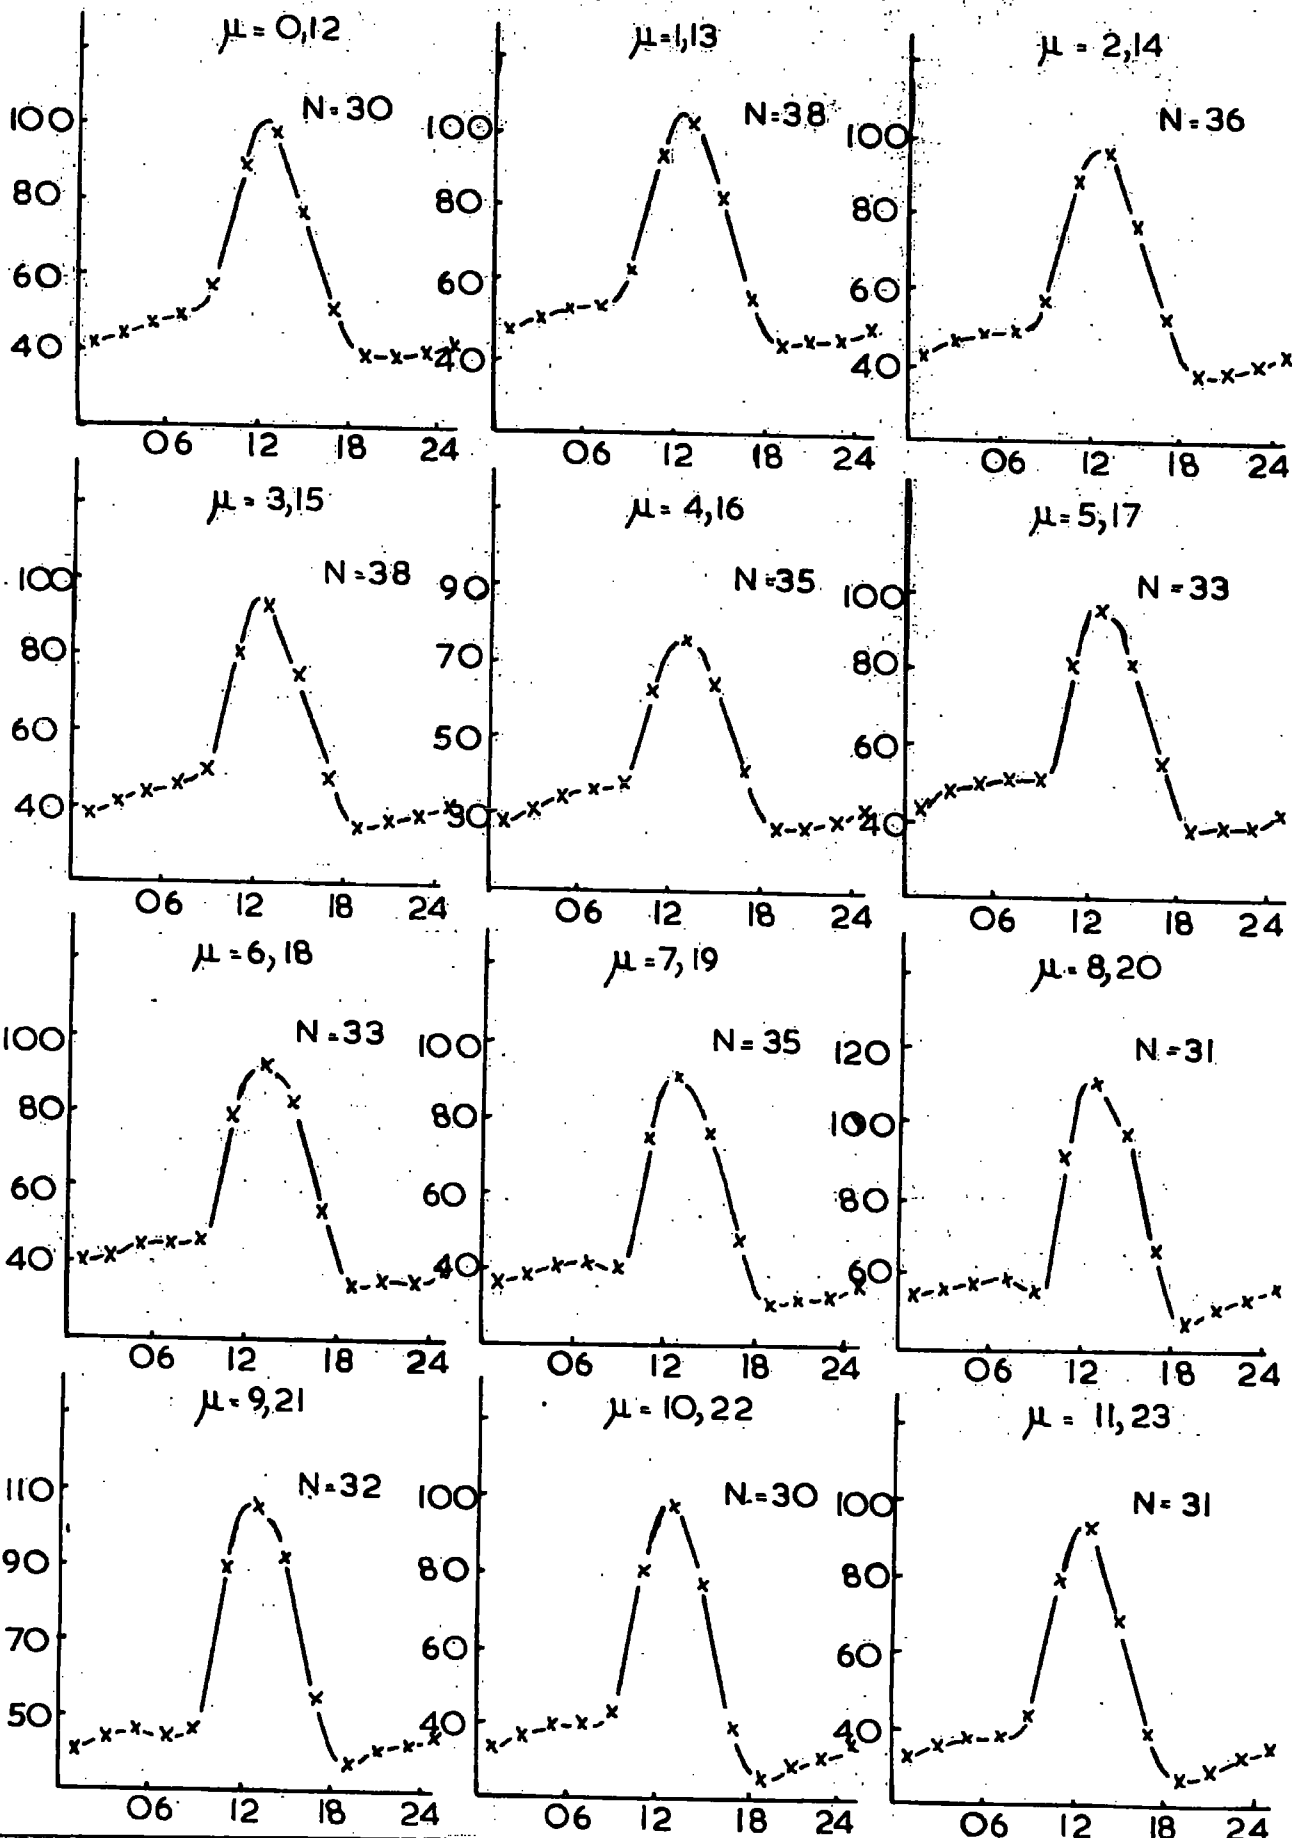 μ = 0,12
N = 30
100
80
60
40
06 12 18 24
μ = 1,13
N = 38
100
80
60
40
06 12 18 24
μ = 2,14
N = 36
100
80
60
40
06 12 18 24
μ = 3,15
N = 38
100
80
60
40
06 12 18 24
μ = 4,16
N = 35
90
70
50
30
06 12 18 24
μ = 5,17
N = 33
100
80
60
40
06 12 18 24
μ = 6,18
N = 33
100
80
60
40
06 12 18 24
μ = 7,19
N = 35
100
80
60
40
06 12 18 24
μ = 8,20
N = 31
120
100
80
60
06 12 18 24
μ = 9,21
N = 32
110
90
70
50
06 12 18 24
μ = 10,22
N = 30
100
80
60
40
06 12 18 24
μ = 11,23
N = 31
100
80
60
40
06 12 18 24